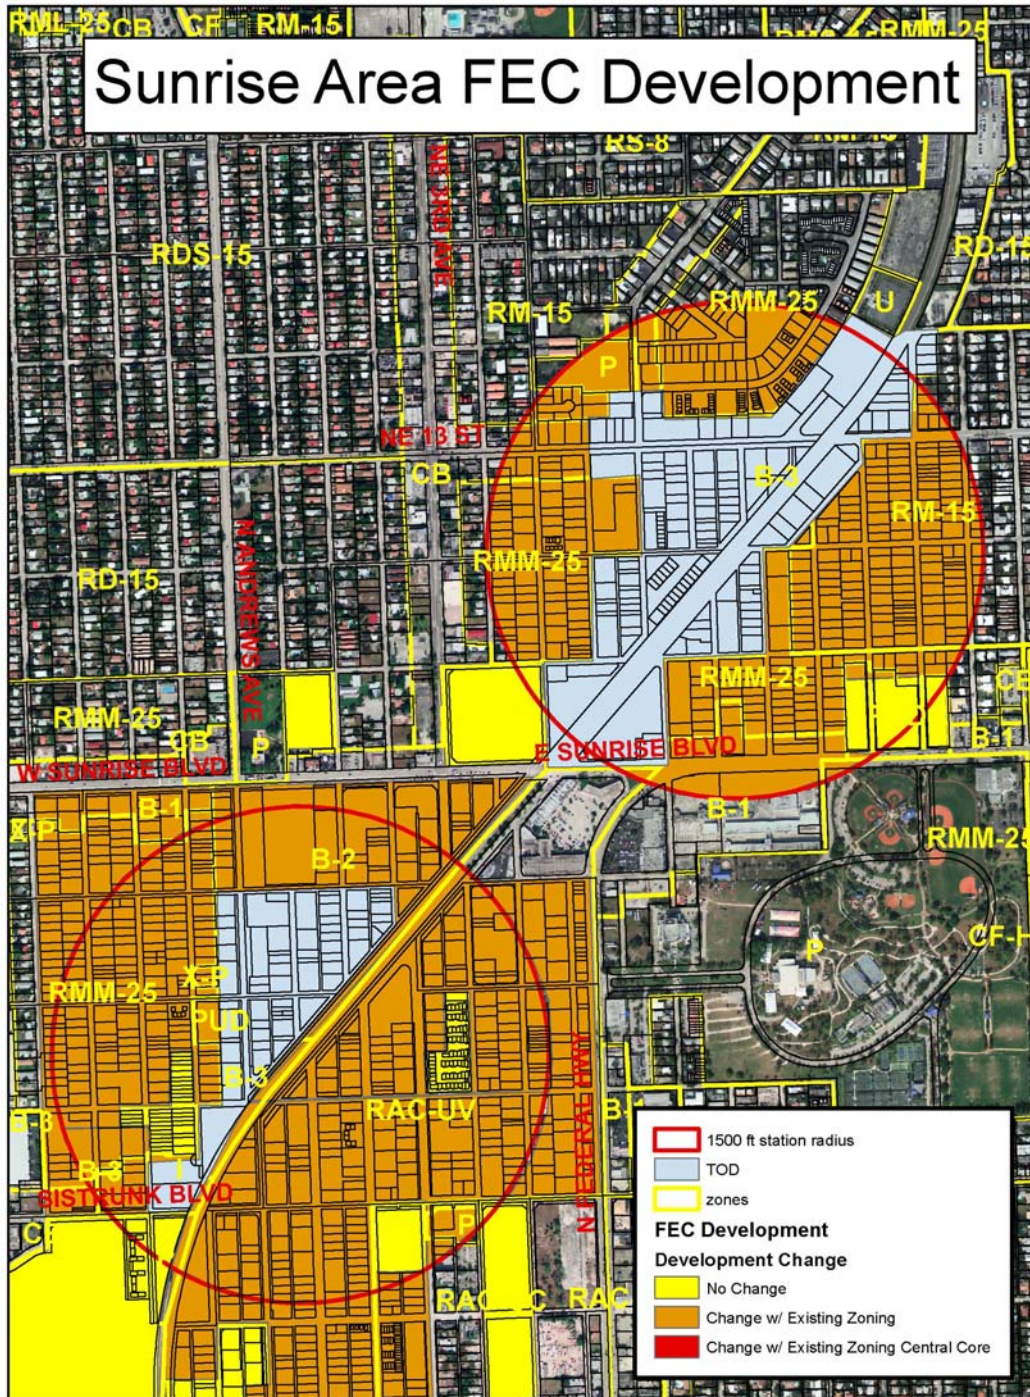 RML-25
CB
CF
RM-15
RMM-25
Sunrise Area FEC Development
RS-8
NE 3RD AVE
RDS-15
RD-15
RM-15
RMM-25
U
P
NE 13 ST
CB
B-3
RM-15
RMM-25
RD-15
N ANDREWS AVE
RMM-25
RMM-25
CB
P
CB
B-1
E SUNRISE BLVD
W SUNRISE BLVD
B-1
B-1
X-P
RMM-25
B-2
CF-H
P
X-P
RMM-25
PUD
B-3
RAC-UV
B-3
B-1
N FEDERAL HWY
B-3
I
SISTRUNK BLVD
P
RAC
1500 ft station radius
TOD
zones
FEC Development
Development Change
No Change
Change w/ Existing Zoning
Change w/ Existing Zoning Central Core